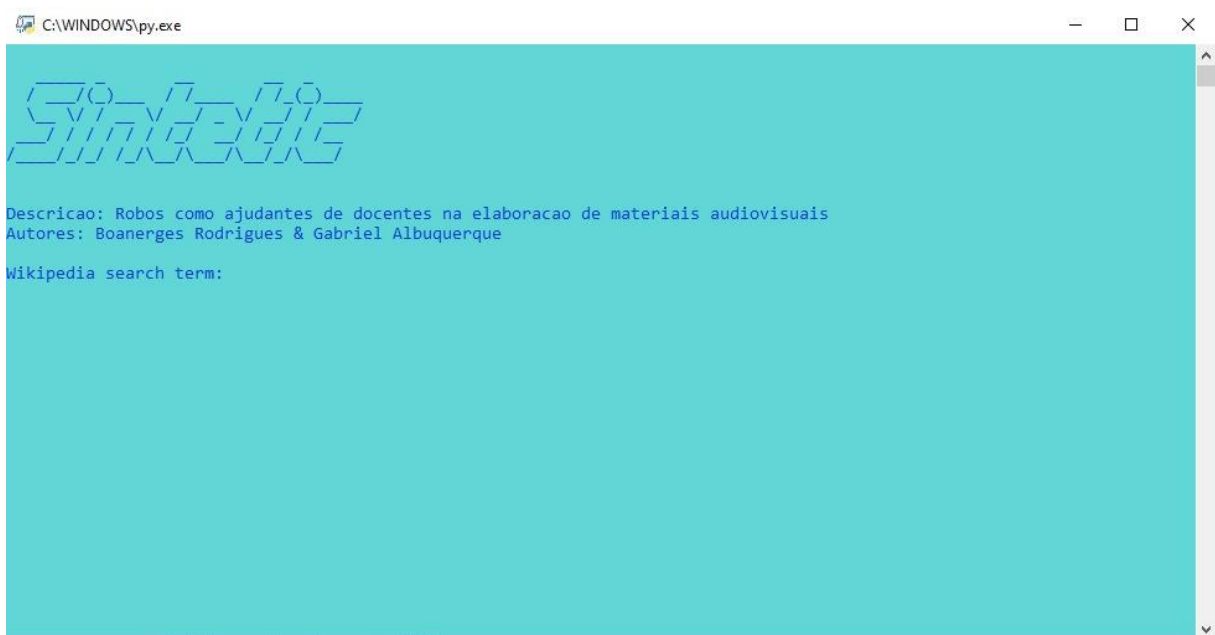 C:\WINDOWS\py.exe
Sintetic
Descricao: Robos como ajudantes de docentes na elaboracao de materiais audiovisuais
Autores: Boanerges Rodrigues & Gabriel Albuquerque
Wikipedia search term: